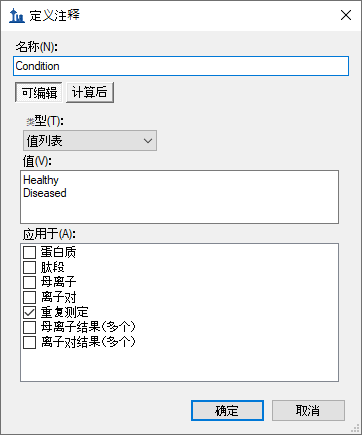 定义注释
名称(N):
Condition
可编辑 计算后
类型(T):
值列表
值(V):
Healthy
Diseased
应用于(A):
蛋白质
肽段
母离子
离子对
重复测定
母离子结果(多个)
离子对结果(多个)
确定 取消